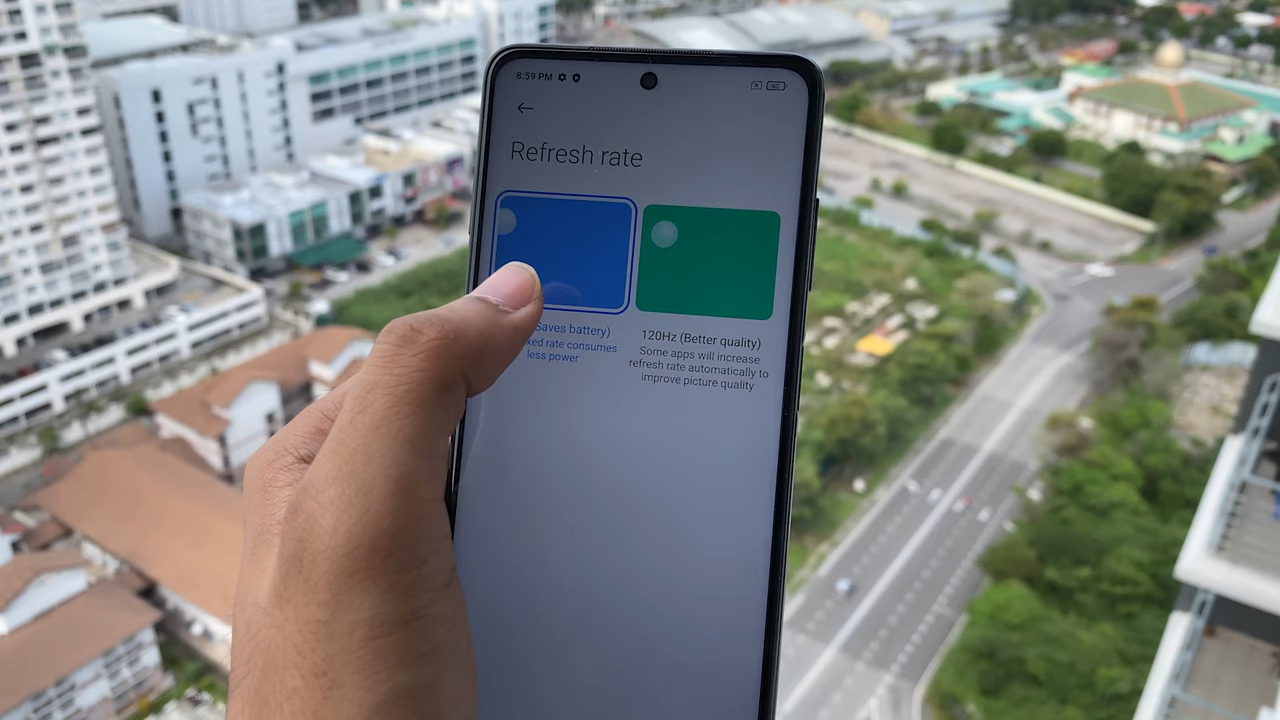 8:59 PM
Refresh rate
Saves battery)
120Hz (Better quality)
rate consumes
less power
Some apps will increase
refresh rate automatically to
improve picture quality